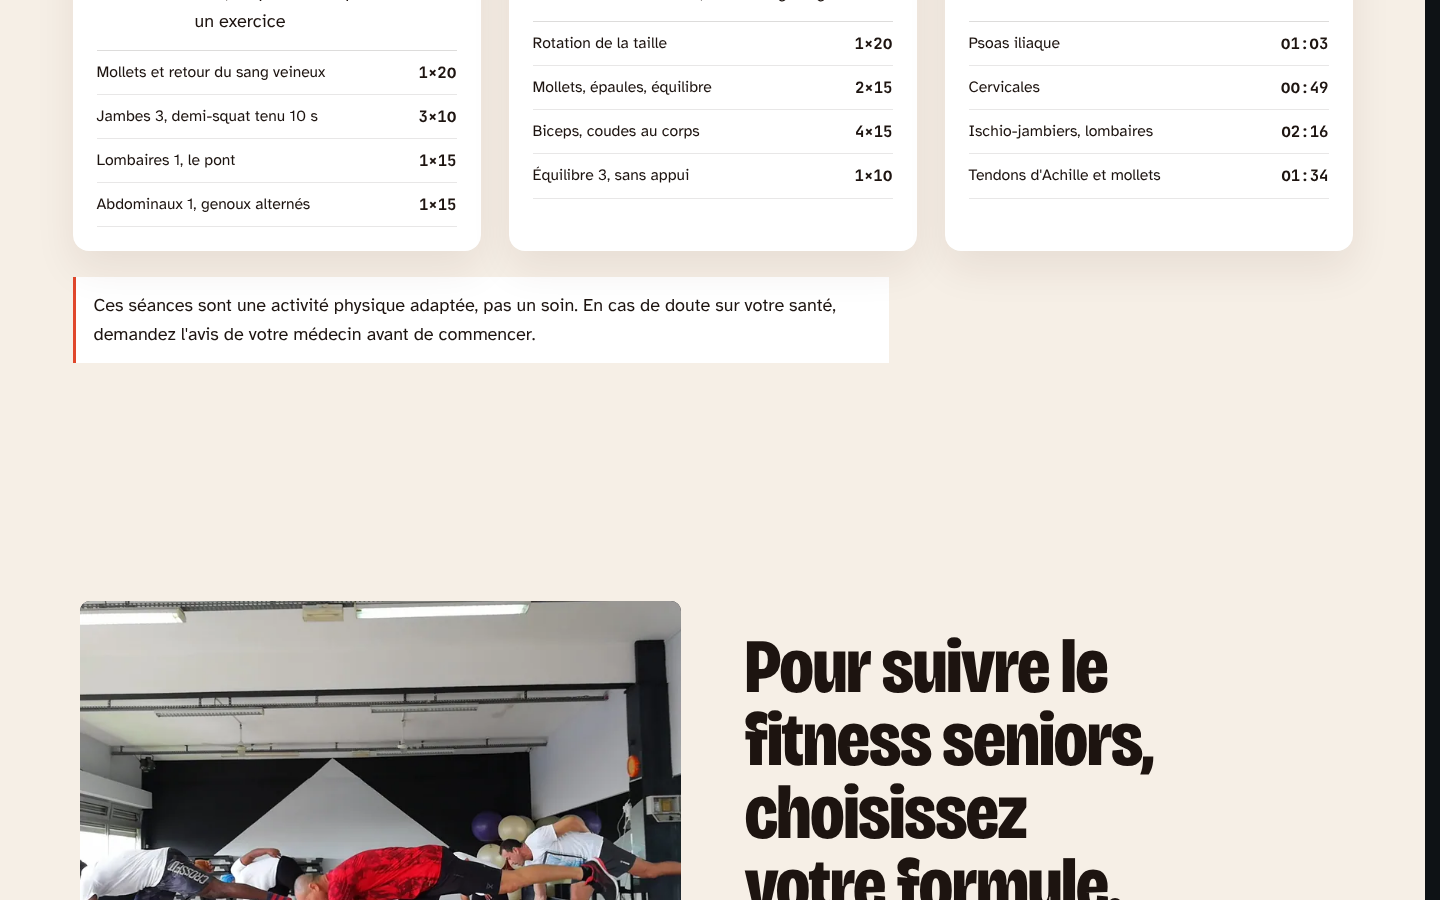 un exercice
Mollets et retour du sang veineux 1×20
Jambes 3, demi-squat tenu 10 s 3×10
Lombaires 1, le pont 1×15
Abdominaux 1, genoux alternés 1×15
Rotation de la taille 1×20
Mollets, épaules, équilibre 2×15
Biceps, coudes au corps 4×15
Équilibre 3, sans appui 1×10
Psoas iliaque 01:03
Cervicales 00:49
Ischio-jambiers, lombaires 02:16
Tendons d'Achille et mollets 01:34
Ces séances sont une activité physique adaptée, pas un soin. En cas de doute sur votre santé,
demandez l'avis de votre médecin avant de commencer.
Pour suivre le
fitness seniors,
choisissez
votre formule.
CROSSFIT